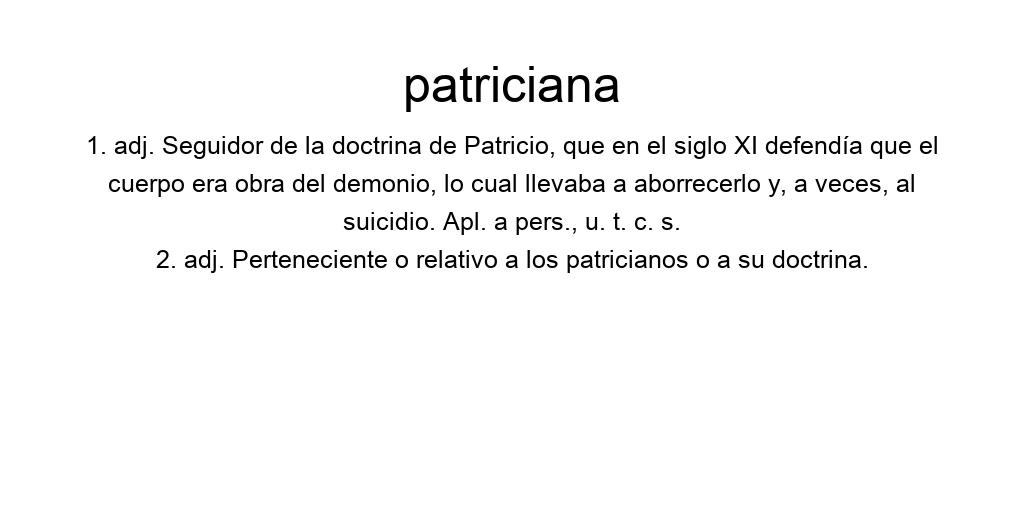 patriciana
1. adj. Seguidor de la doctrina de Patricio, que en el siglo XI defendía que el
cuerpo era obra del demonio, lo cual llevaba a aborrecerlo y, a veces, al
suicidio. Apl. a pers., u. t. c. s.
2. adj. Perteneciente o relativo a los patricianos o a su doctrina.